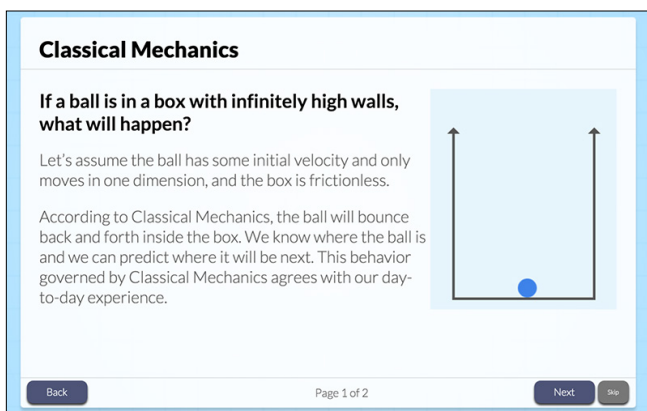 Classical Mechanics
If a ball is in a box with infinitely high walls,
what will happen?
Let's assume the ball has some initial velocity and only
moves in one dimension, and the box is frictionless.
According to Classical Mechanics, the ball will bounce
back and forth inside the box. We know where the ball is
and we can predict where it will be next. This behavior
governed by Classical Mechanics agrees with our day-
to-day experience.
Back
Page 1 of 2
Next
Skip